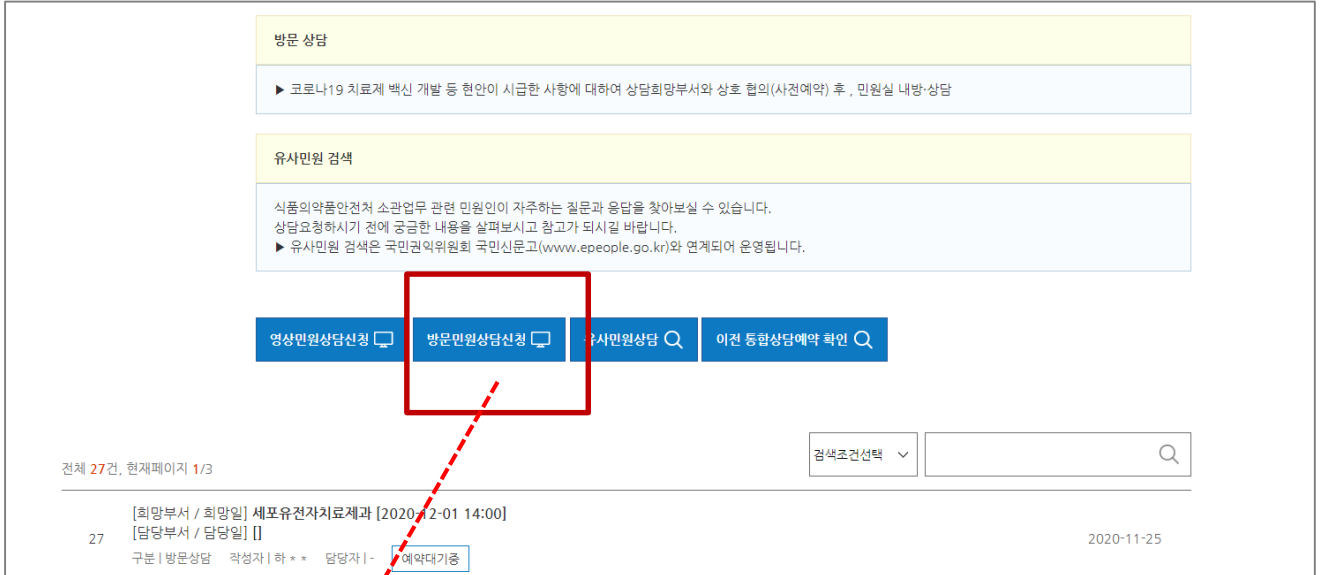 방문 상담
▶ 코로나19 치료제 백신 개발 등 현안이 시급한 사항에 대하여 상담희망부서와 상호 협의(사전예약) 후 , 민원실 내방·상담
유사민원 검색
식품의약품안전처 소관업무 관련 민원인이 자주하는 질문과 응답을 찾아보실 수 있습니다.
상담요청하시기 전에 궁금한 내용을 살펴보시고 참고가 되시길 바랍니다.
▶ 유사민원 검색은 국민권익위원회 국민신문고(www.epeople.go.kr)와 연계되어 운영됩니다.
영상민원상담신청 방문민원상담신청 유사민원상담 이전 통합상담예약 확인
검색조건선택
전체 27건, 현재페이지 1/3
[희망부서 / 희망일] 세포유전자치료제과 [2020-12-01 14:00]
27 [담당부서 / 담당일] [] 2020-11-25
구분 | 방문상담 작성자 | 하 * * 담당자 | - 예약대기중